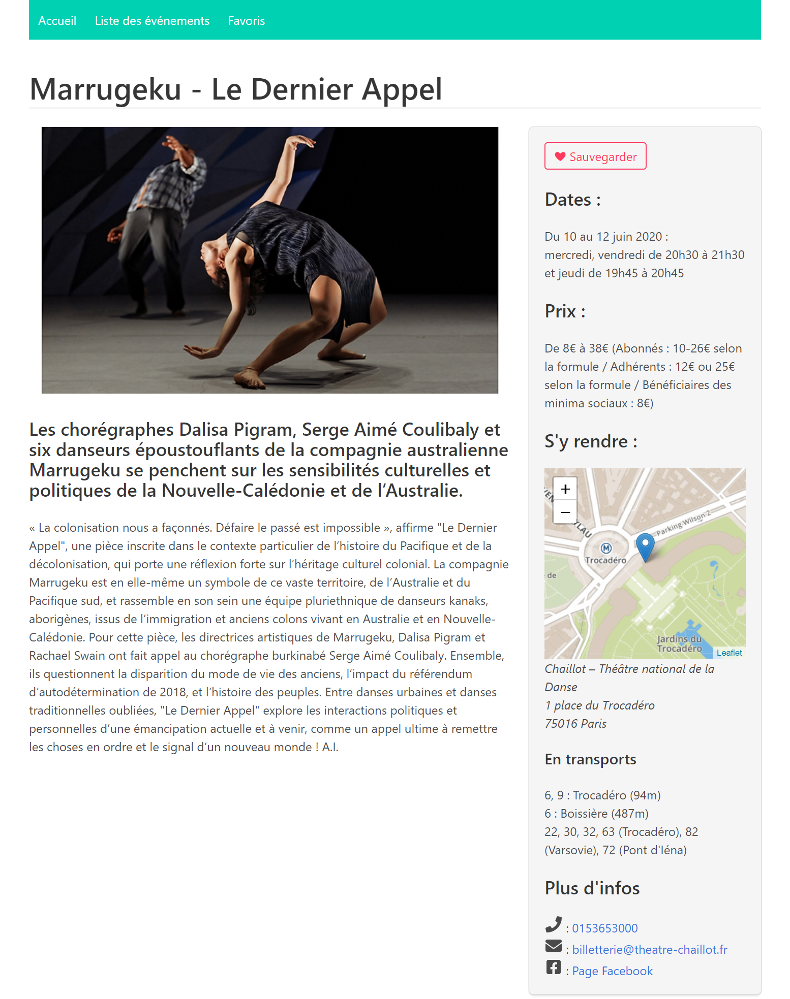 Accueil Liste des événements Favoris
Marrugeku - Le Dernier Appel
Les chorégraphes Dalisa Pigram, Serge Aimé Coulibaly et
six danseurs époustouflants de la compagnie australienne
Marrugeku se penchent sur les sensibilités culturelles et
politiques de la Nouvelle-Calédonie et de l’Australie.
« La colonisation nous a façonnés. Défaire le passé est impossible », affirme "Le Dernier
Appel", une pièce inscrite dans le contexte particulier de l’histoire du Pacifique et de la
décolonisation, qui porte une réflexion forte sur l’héritage culturel colonial. La compagnie
Marrugeku est en elle-même un symbole de ce vaste territoire, de l’Australie et du
Pacifique sud, et rassemble en son sein une équipe pluriethnique de danseurs kanaks,
aborigènes, issus de l’immigration et anciens colons vivant en Australie et en Nouvelle-
Calédonie. Pour cette pièce, les directrices artistiques de Marrugeku, Dalisa Pigram et
Rachael Swain ont fait appel au chorégraphe burkinabé Serge Aimé Coulibaly. Ensemble,
ils questionnent la disparition du mode de vie des anciens, l’impact du référendum
d’autodétermination de 2018, et l’histoire des peuples. Entre danses urbaines et danses
traditionnelles oubliées, "Le Dernier Appel" explore les interactions politiques et
personnelles d’une émancipation actuelle et à venir, comme un appel ultime à remettre
les choses en ordre et le signal d’un nouveau monde ! A.I.
Sauvegarder
Dates :
Du 10 au 12 juin 2020 :
mercredi, vendredi de 20h30 à 21h30
et jeudi de 19h45 à 20h45
Prix :
De 8€ à 38€ (Abonnés : 10-26€ selon
la formule / Adhérents : 12€ ou 25€
selon la formule / Bénéficiaires des
minima sociaux : 8€)
S'y rendre :
+
−
Parking Wilson 2
M
Trocadéro
de
Jardins du
Trocadéro
Leaflet
Chaillot – Théâtre national de la
Danse
1 place du Trocadéro
75016 Paris
En transports
6, 9 : Trocadéro (94m)
6 : Boissière (487m)
22, 30, 32, 63 (Trocadéro), 82
(Varsovie), 72 (Pont d'Iéna)
Plus d'infos
: 0153653000
: billetterie@theatre-chaillot.fr
: Page Facebook